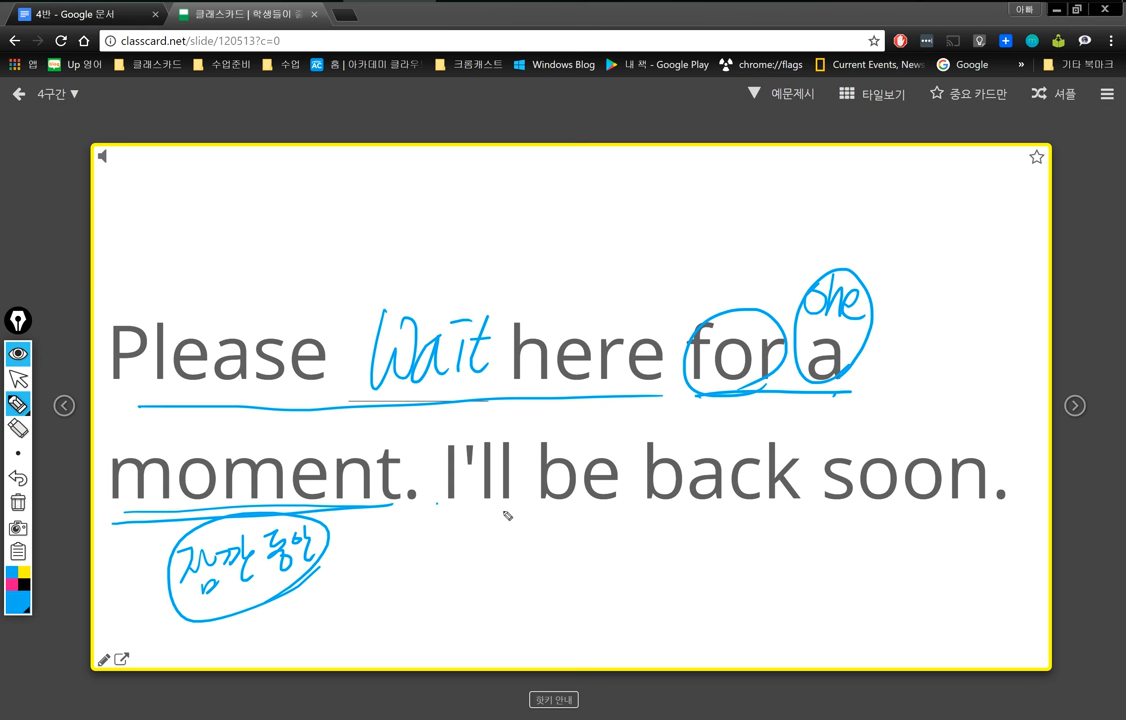 4반 - Google 문서
클래스카드 | 학생들이 좋
아빠
classcard.net/slide/120513?c=0
앱 Up 영어 클래스카드 수업준비 수업 홈 | 아카데미 클라우 크롬캐스트 Windows Blog 내 책 - Google Play chrome://flags Current Events, News Google » 기타 북마크
4구간 ▼ ▼ 예문제시 타일보기 중요 카드만 셔플
she
Please Wait here for a
moment. I'll be back soon.
잠깐 동안
핫키 안내